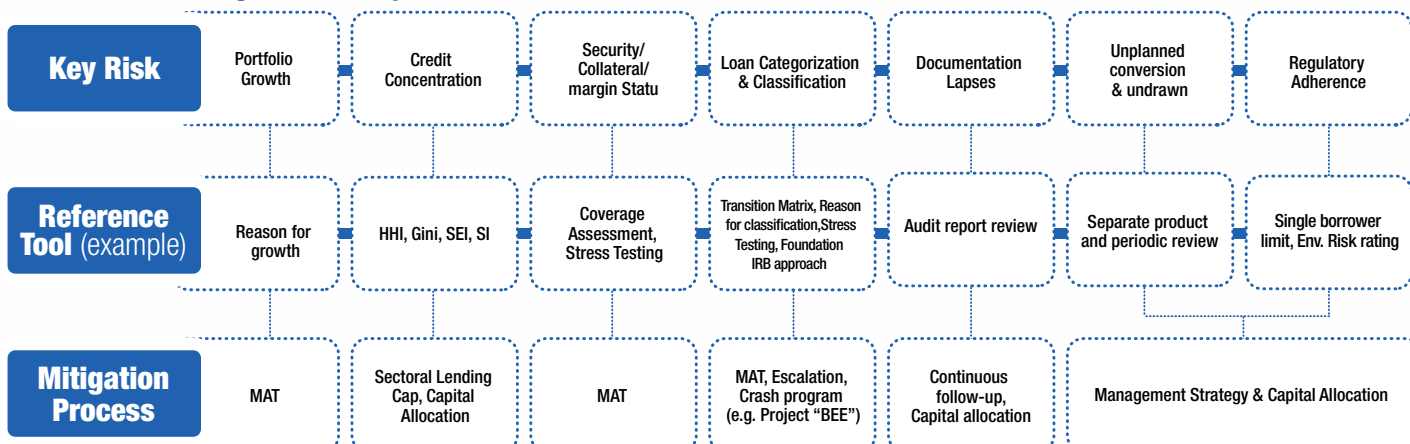 Key Risk
Portfolio
Growth
Credit
Concentration
Security/
Collateral/
margin Statu
Loan Categorization
& Classification
Documentation
Lapses
Unplanned
conversion
& undrawn
Regulatory
Adherence
Reference
Tool (example)
Reason for
growth
HHI, Gini, SEI, SI
Coverage
Assessment,
Stress Testing
Transition Matrix, Reason
for classification,Stress
Testing, Foundation
IRB approach
Audit report review
Separate product
and periodic review
Single borrower
limit, Env. Risk rating
Mitigation
Process
MAT
Sectoral Lending
Cap, Capital
Allocation
MAT
MAT, Escalation,
Crash program
(e.g. Project “BEE”)
Continuous
follow-up,
Capital allocation
Management Strategy & Capital Allocation